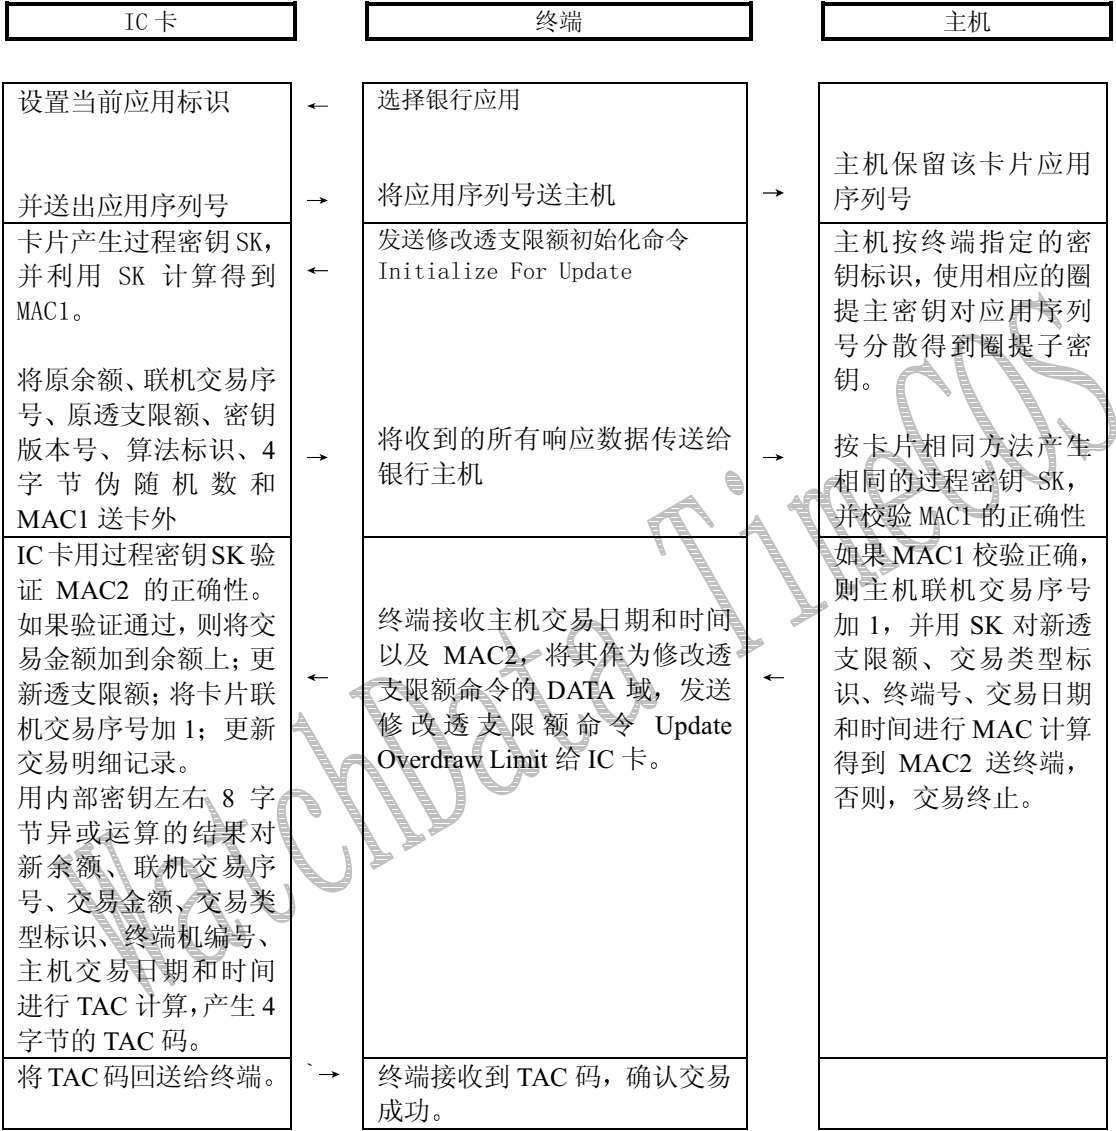 IC 卡
终端
主机
设置当前应用标识
←
选择银行应用
并送出应用序列号
→
将应用序列号送主机
→
主机保留该卡片应用
序列号
卡片产生过程密钥 SK，
并利用 SK 计算得到
MAC1。
将原余额、联机交易序
号、原透支限额、密钥
版本号、算法标识、4
字节伪随机数和
MAC1 送卡外
←
→
发送修改透支限额初始化命令
Initialize For Update
将收到的所有响应数据传送给
银行主机
→
主机按终端指定的密
钥标识，使用相应的圈
提主密钥对应用序列
号分散得到圈提子密
钥。
按卡片相同方法产生
相同的过程密钥 SK，
并校验 MAC1 的正确性
IC 卡用过程密钥 SK 验
证 MAC2 的正确性。
如果验证通过，则将交
易金额加到余额上；更
新透支限额；将卡片联
机交易序号加 1；更新
交易明细记录。
用内部密钥左右 8 字
节异或运算的结果对
新余额、联机交易序
号、交易金额、交易类
型标识、终端机编号、
主机交易日期和时间
进行 TAC 计算，产生 4
字节的 TAC 码。
←
终端接收主机交易日期和时间
以及 MAC2，将其作为修改透
支限额命令的 DATA 域，发送
修改透支限额命令 Update
Overdraw Limit 给 IC 卡。
←
如果 MAC1 校验正确，
则主机联机交易序号
加 1，并用 SK 对新透
支限额、交易类型标
识、终端号、交易日期
和时间进行 MAC 计算
得到 MAC2 送终端，
否则，交易终止。
将 TAC 码回送给终端。
` →
终端接收到 TAC 码，确认交易
成功。
WatchData TimeCOS